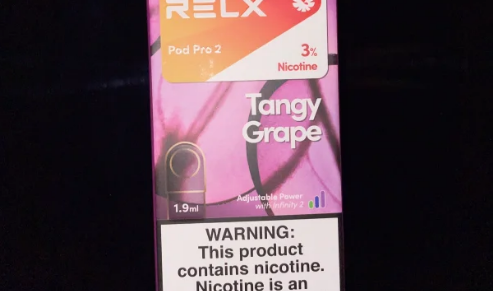 RELX
Pod Pro 2
3%
Nicotine
Tangy
Grape
Adjustable Power
with Infinity 2
1.9ml
WARNING:
This product
contains nicotine.
Nicotine is an